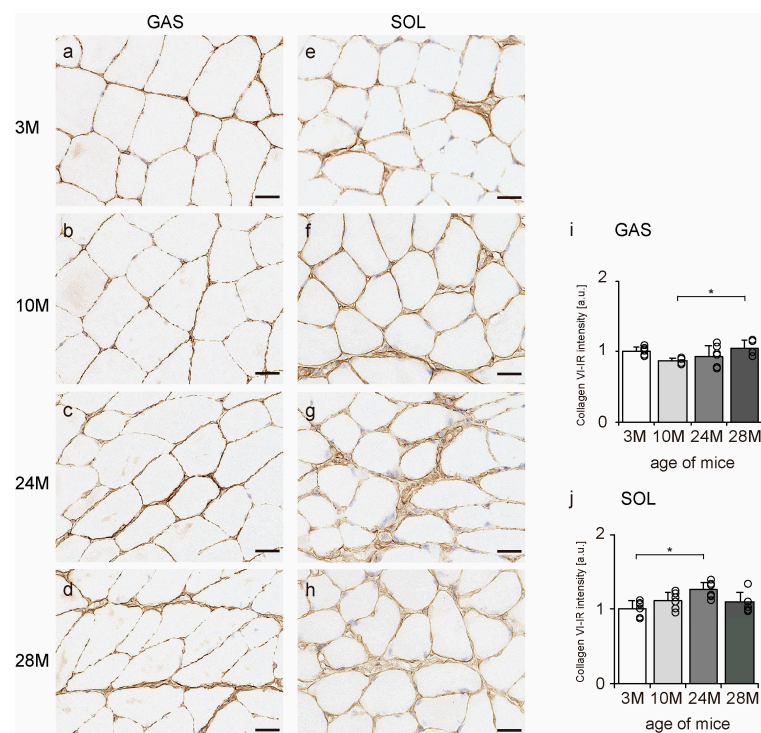 GAS SOL
a e
3M
b f
10M
c g
24M
d h
28M
i GAS
2
*
1
0
Collagen VI-IR intensity [a.u.]
3M 10M 24M 28M
age of mice
j SOL
2
*
1
0
Collagen VI-IR intensity [a.u.]
3M 10M 24M 28M
age of mice